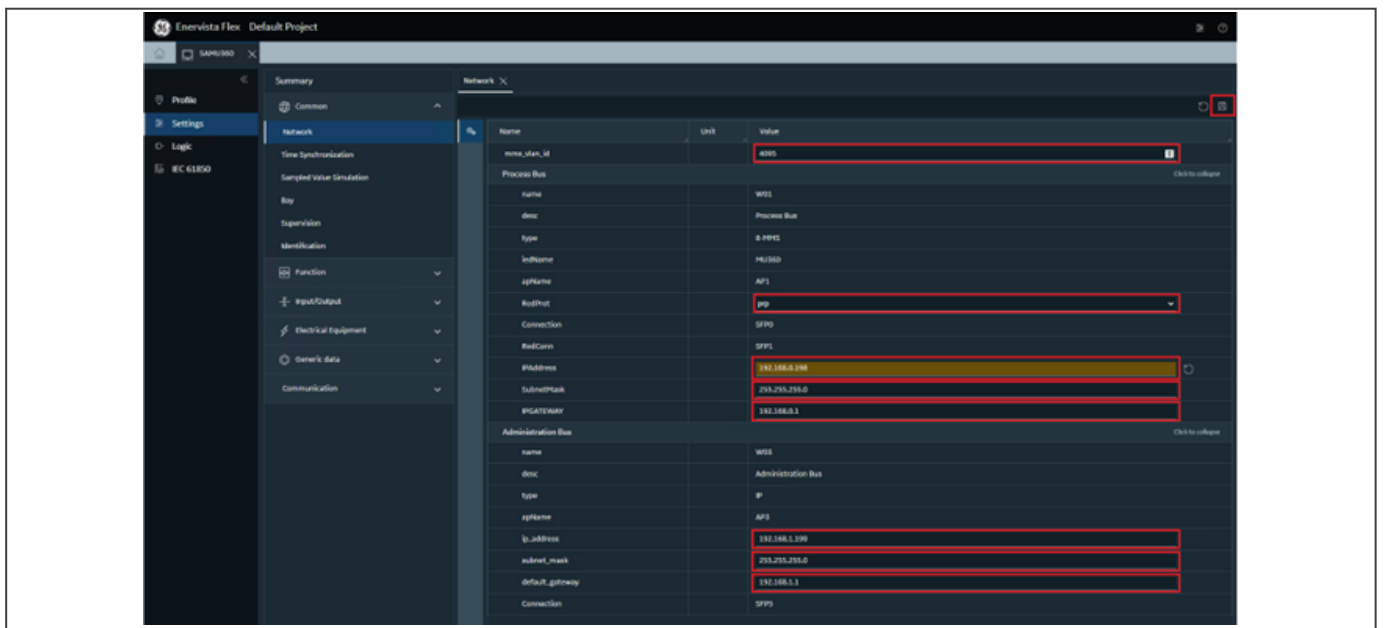 Enervista Flex Default Project
SAMU360
Summary
Network
Profile
Common
Settings
Network
Name Unit Value
Logic
Time Synchronization
mms_vlan_id 4095
IEC 61850
Sampled Value Simulation
Process Bus Click to collapse
Bay
name W01
Supervision
desc Process Bus
Identification
type 8-MMS
Function
iedName MU360
apName AP1
Input/Output
RedProt prp
Electrical Equipment
Connection SFP0
RedConn SFP1
Generic data
IPAddress 192.168.0.198
Communication
SubnetMask 255.255.255.0
IPGATEWAY 192.168.0.1
Administration Bus Click to collapse
name W01
desc Administration Bus
type IP
apName AP3
ip_address 192.168.1.199
subnet_mask 255.255.255.0
default_gateway 192.168.1.1
Connection SFP5